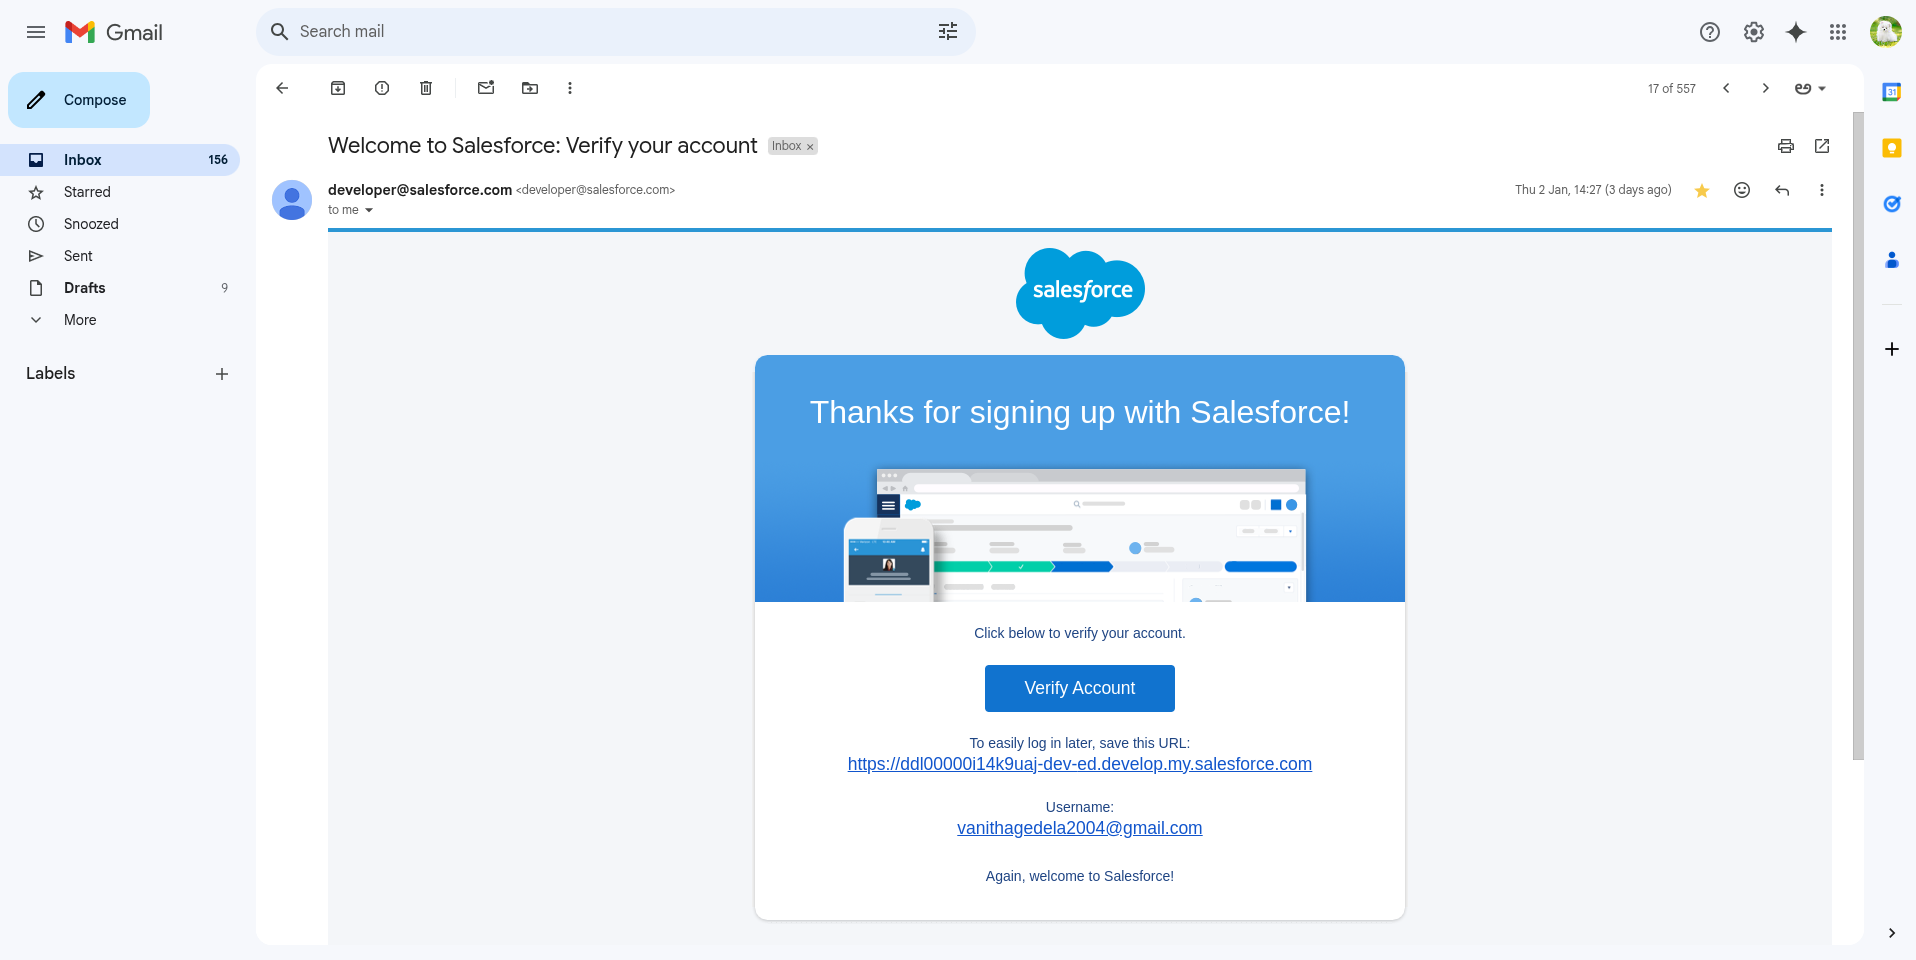 Gmail
Search mail
Compose
17 of 557
Inbox 156
Starred
Snoozed
Sent
Drafts 9
More
Labels
Welcome to Salesforce: Verify your account Inbox ×
developer@salesforce.com <developer@salesforce.com> Thu 2 Jan, 14:27 (3 days ago)
to me
salesforce
Thanks for signing up with Salesforce!
Click below to verify your account.
Verify Account
To easily log in later, save this URL:
https://ddl00000i14k9uaj-dev-ed.develop.my.salesforce.com
Username:
vanithagedela2004@gmail.com
Again, welcome to Salesforce!
31